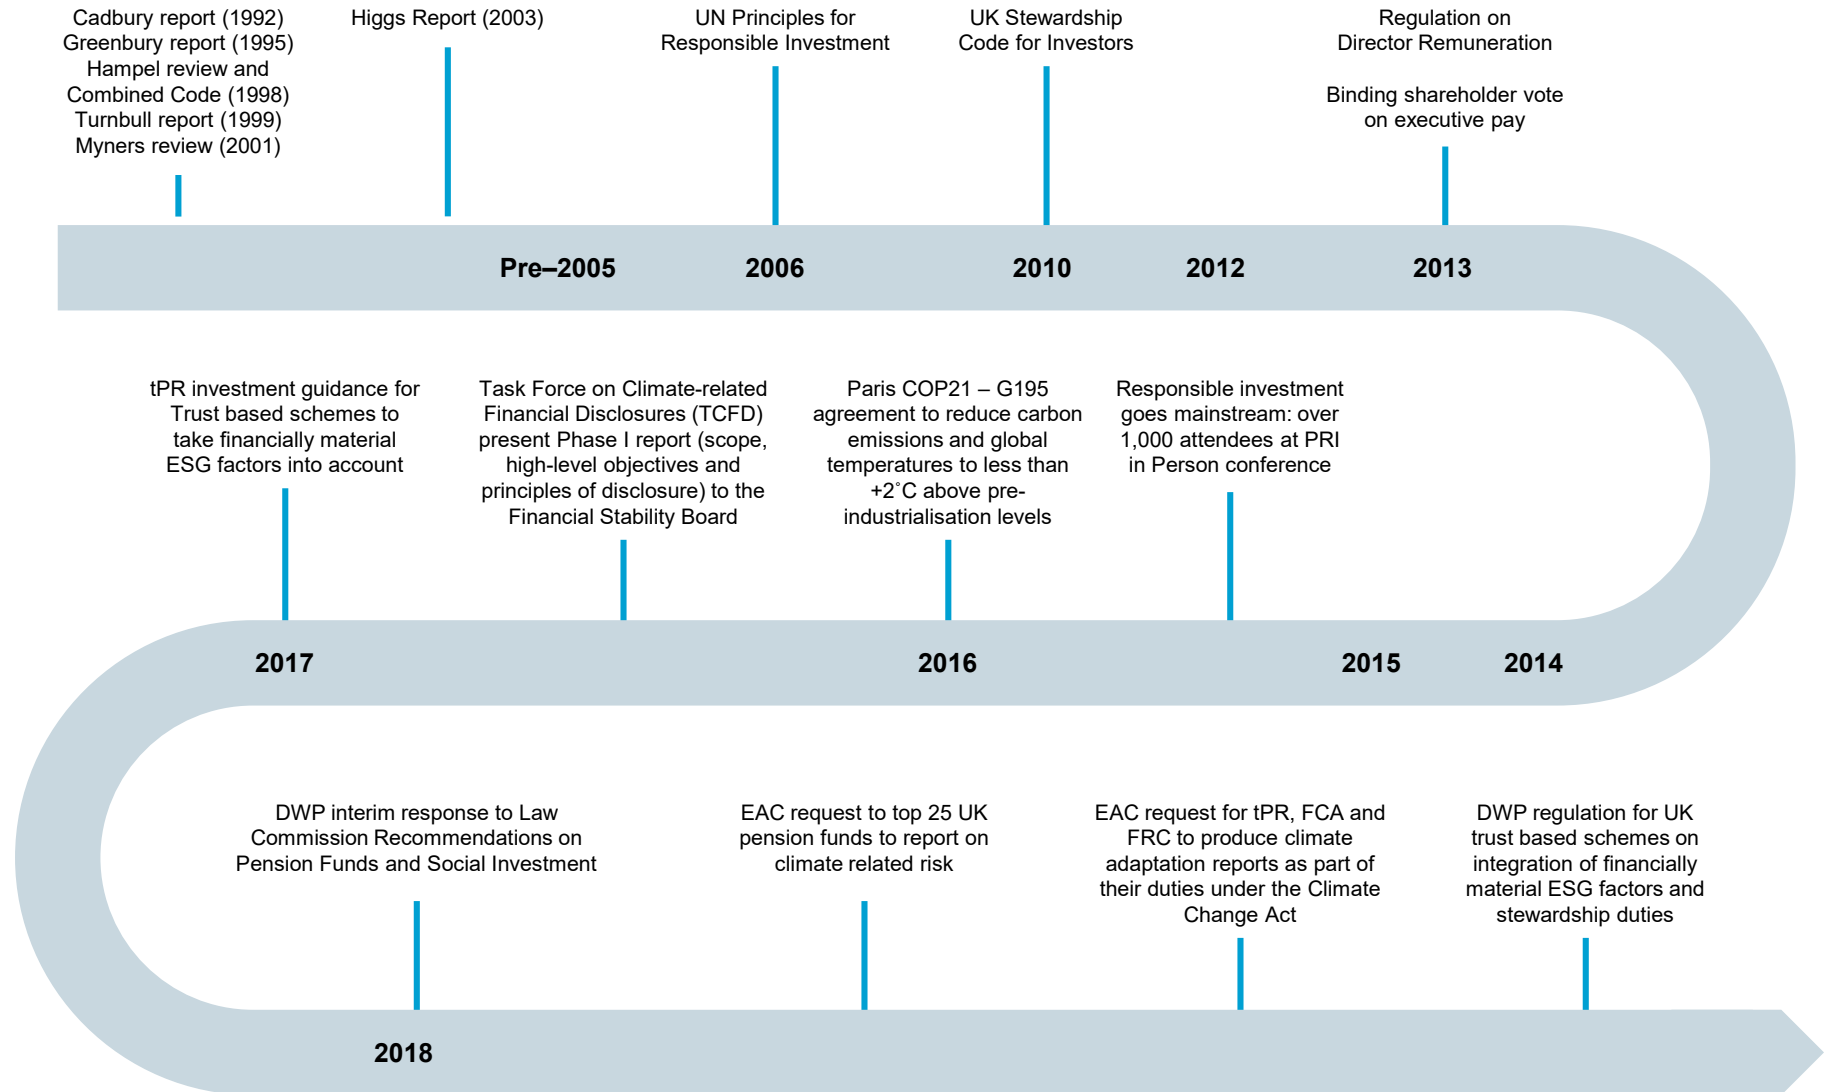 Cadbury report (1992)
Greenbury report (1995)
Hampel review and
Combined Code (1998)
Turnbull report (1999)
Myners review (2001)
Higgs Report (2003)
UN Principles for
Responsible Investment
UK Stewardship
Code for Investors
Regulation on
Director Remuneration
Binding shareholder vote
on executive pay
Pre–2005
2006
2010
2012
2013
tPR investment guidance for
Trust based schemes to
take financially material
ESG factors into account
Task Force on Climate-related
Financial Disclosures (TCFD)
present Phase I report (scope,
high-level objectives and
principles of disclosure) to the
Financial Stability Board
Paris COP21 – G195
agreement to reduce carbon
emissions and global
temperatures to less than
+2˚C above pre-
industrialisation levels
Responsible investment
goes mainstream: over
1,000 attendees at PRI
in Person conference
2017
2016
2015
2014
DWP interim response to Law
Commission Recommendations on
Pension Funds and Social Investment
EAC request to top 25 UK
pension funds to report on
climate related risk
EAC request for tPR, FCA and
FRC to produce climate
adaptation reports as part of
their duties under the Climate
Change Act
DWP regulation for UK
trust based schemes on
integration of financially
material ESG factors and
stewardship duties
2018